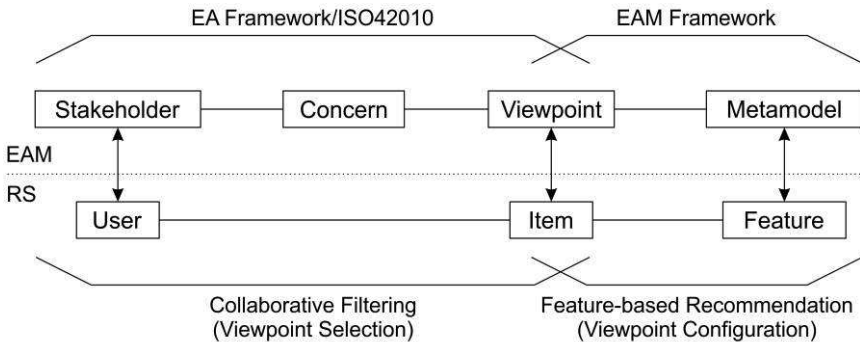 EA Framework/ISO42010
EAM Framework
Stakeholder
Concern
Viewpoint
Metamodel
EAM
RS
User
Item
Feature
Collaborative Filtering
(Viewpoint Selection)
Feature-based Recommendation
(Viewpoint Configuration)